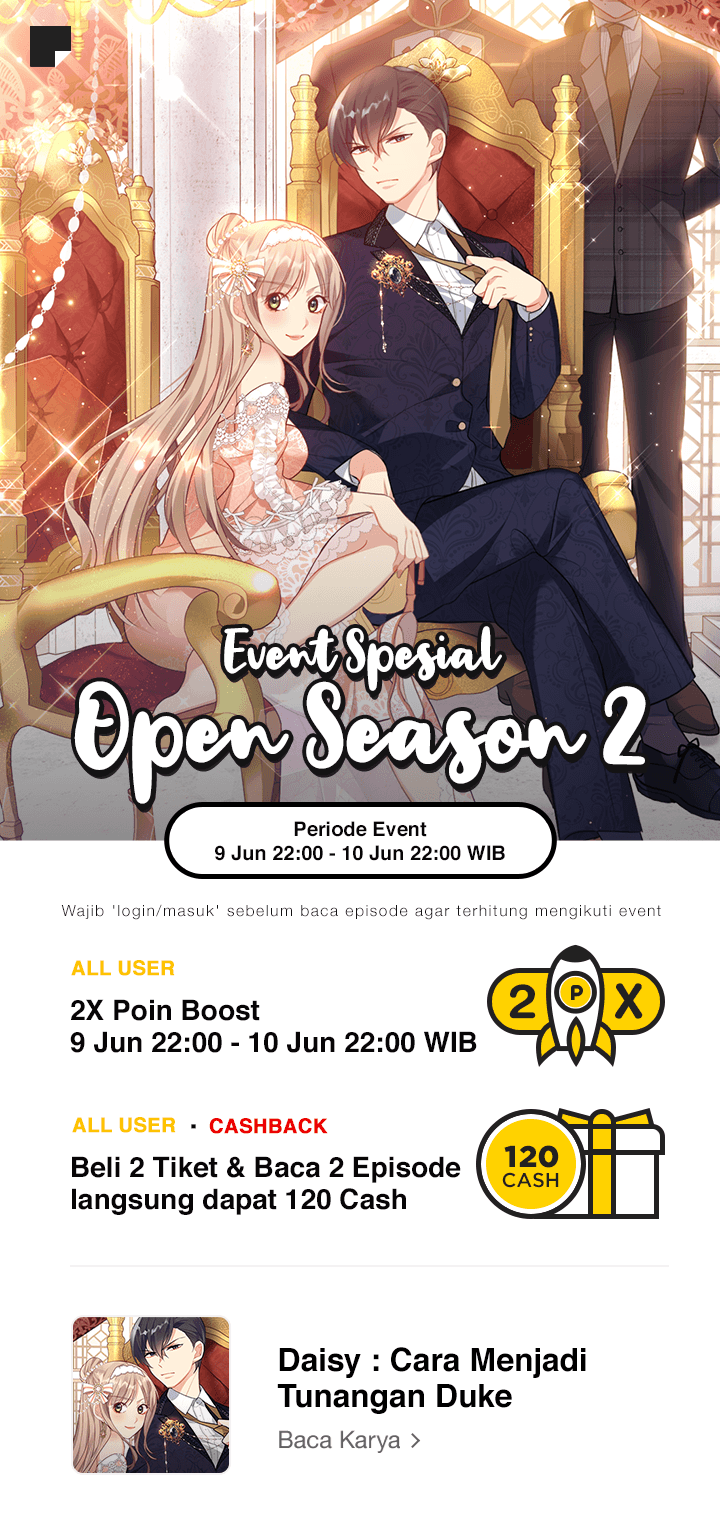 Event Spesial
Open Season 2
Periode Event
9 Jun 22:00 - 10 Jun 22:00 WIB
Wajib 'login/masuk' sebelum baca episode agar terhitung mengikuti event
ALL USER
2X Poin Boost
9 Jun 22:00 - 10 Jun 22:00 WIB
2 P X
ALL USER · CASHBACK
Beli 2 Tiket & Baca 2 Episode
langsung dapat 120 Cash
120
CASH
Daisy : Cara Menjadi
Tunangan Duke
Baca Karya >